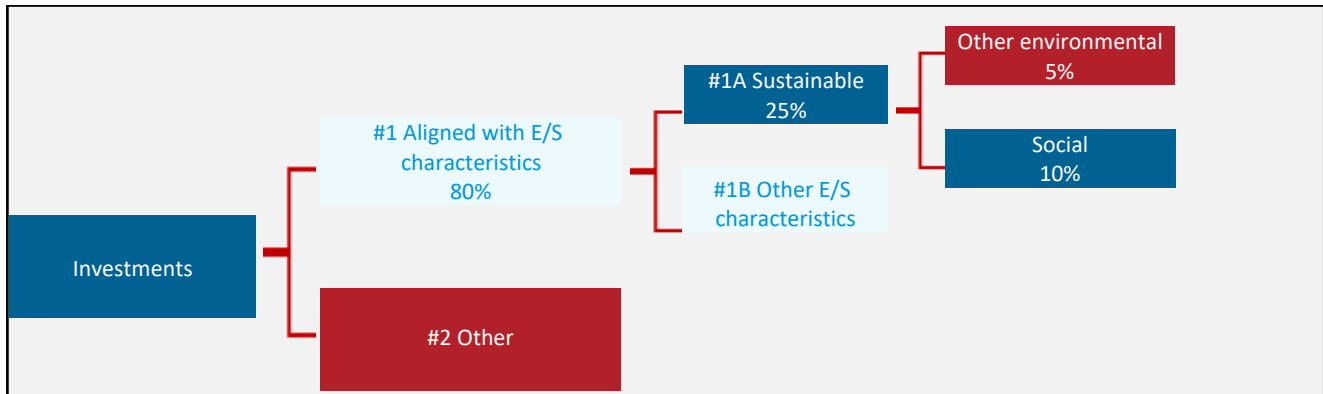 Investments
#1 Aligned with E/S
characteristics
80%
#2 Other
#1A Sustainable
25%
#1B Other E/S
characteristics
Other environmental
5%
Social
10%